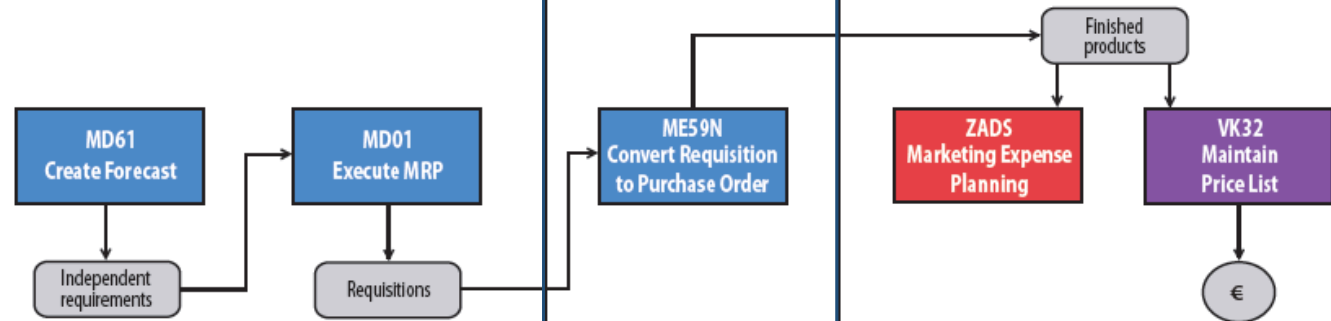 MD61
Create Forecast
Independent
requirements
MD01
Execute MRP
Requisitions
ME59N
Convert Requisition
to Purchase Order
Finished
products
ZADS
Marketing Expense
Planning
VK32
Maintain
Price List
€